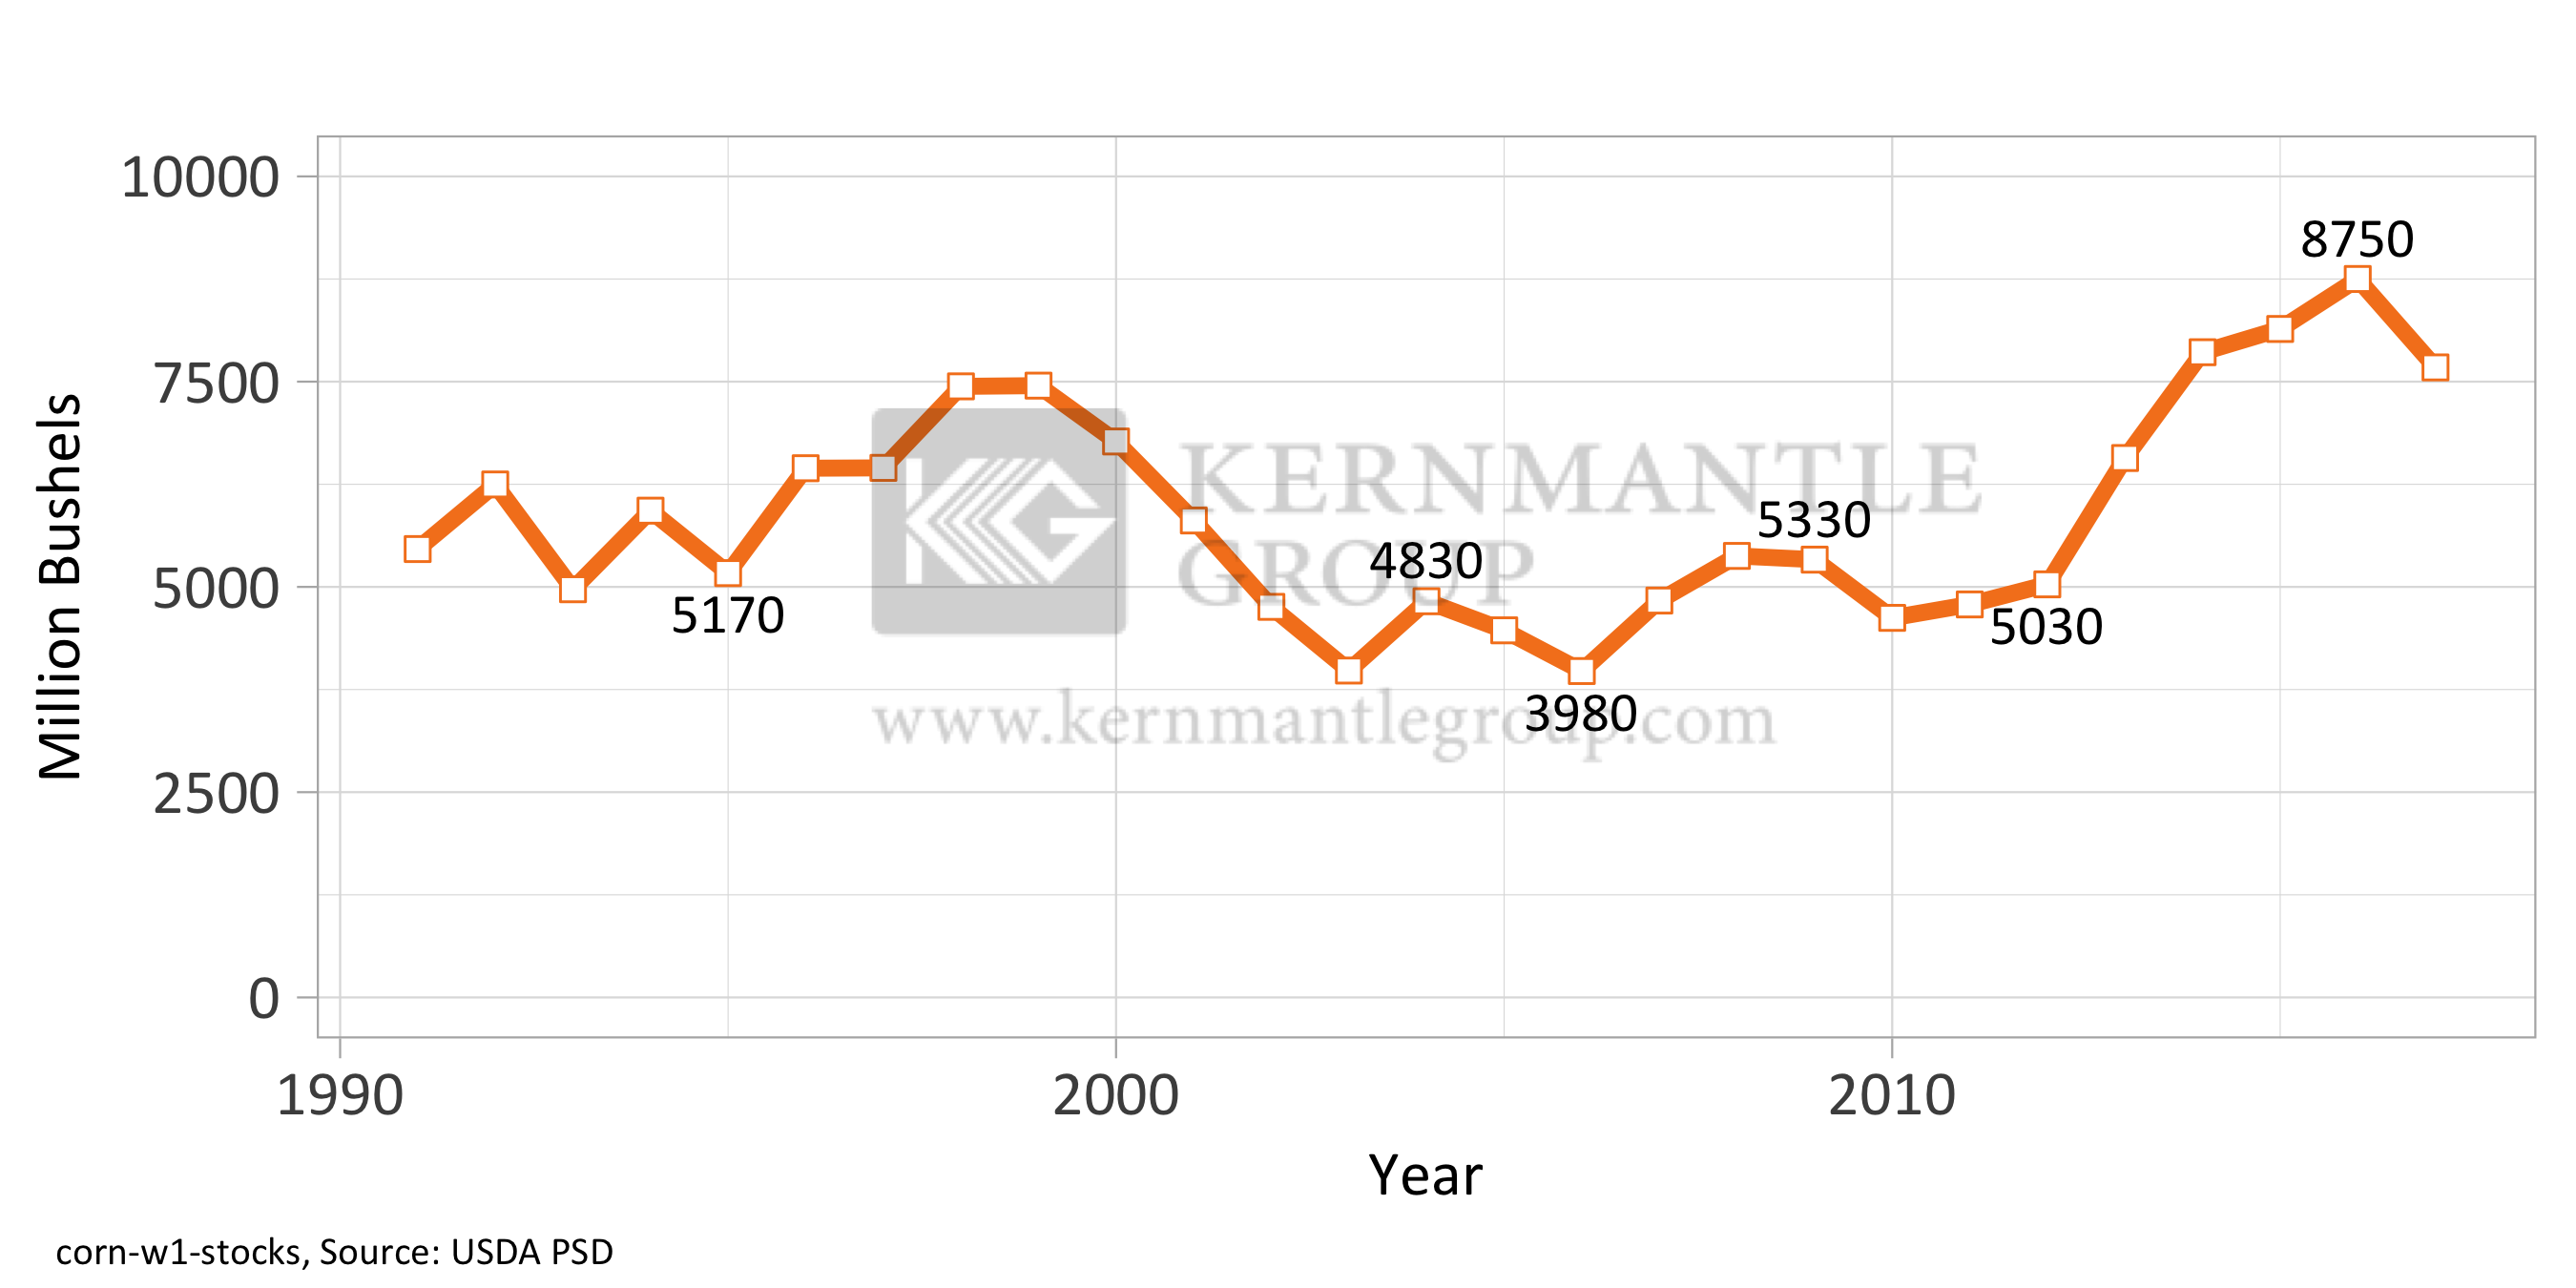 10000
7500
5000
2500
0
Million Bushels
8750
5330
4830
5170
5030
3980
KERNMANTLE
GROUP
www.kernmantlegroup.com
1990
2000
2010
Year
corn-w1-stocks, Source: USDA PSD